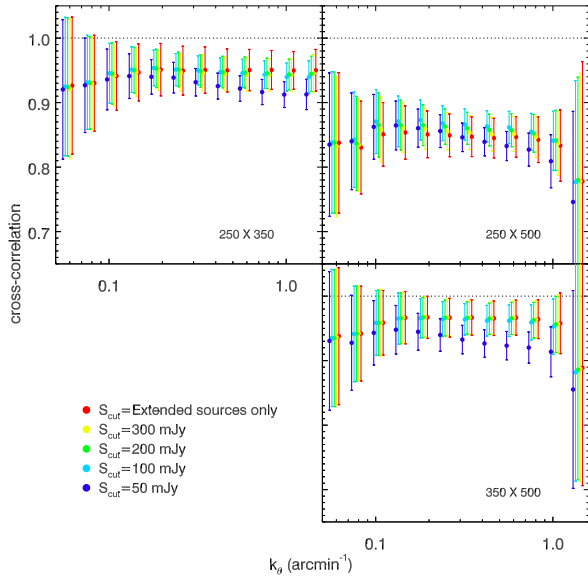 1.0
0.9
0.8
0.7
250 X 350
250 X 500
0.1
1.0
cross-correlation
350 X 500
S_cut=Extended sources only
S_cut=300 mJy
S_cut=200 mJy
S_cut=100 mJy
S_cut=50 mJy
0.1
1.0
k_θ (arcmin⁻¹)